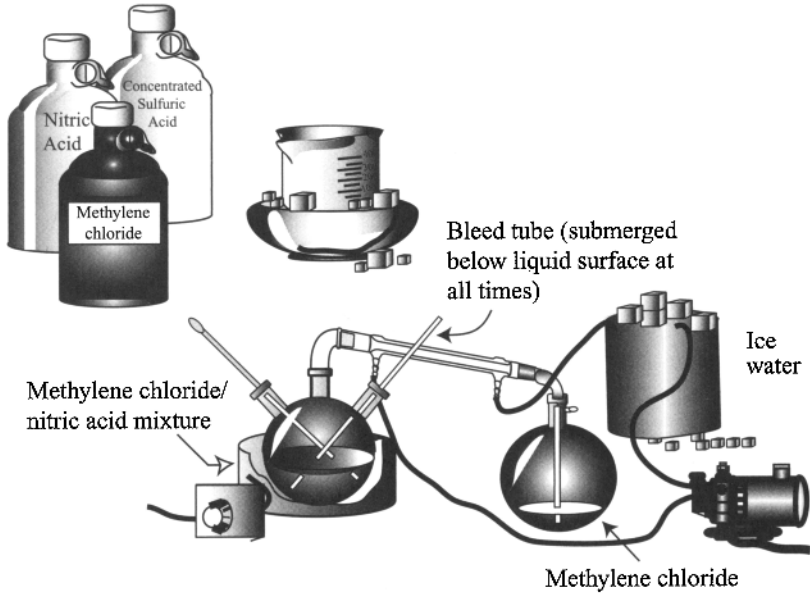 Concentrated
Sulfuric
Acid
Nitric
Acid
Methylene
chloride
Bleed tube (submerged
below liquid surface at
all times)
Ice
water
Methylene chloride/
nitric acid mixture
Methylene chloride